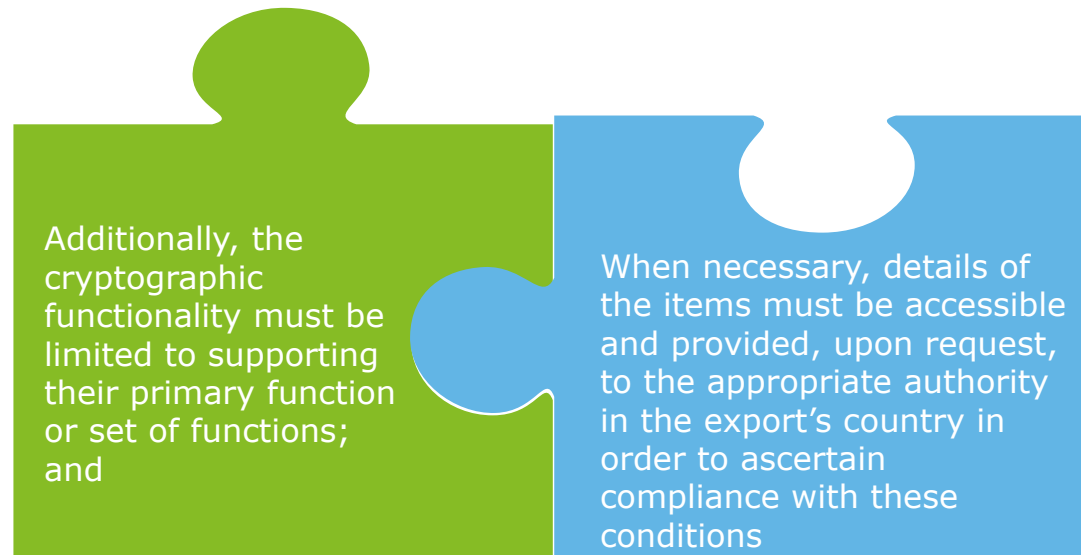 Additionally, the
cryptographic
functionality must be
limited to supporting
their primary function
or set of functions;
and
When necessary, details of
the items must be accessible
and provided, upon request,
to the appropriate authority
in the export’s country in
order to ascertain
compliance with these
conditions